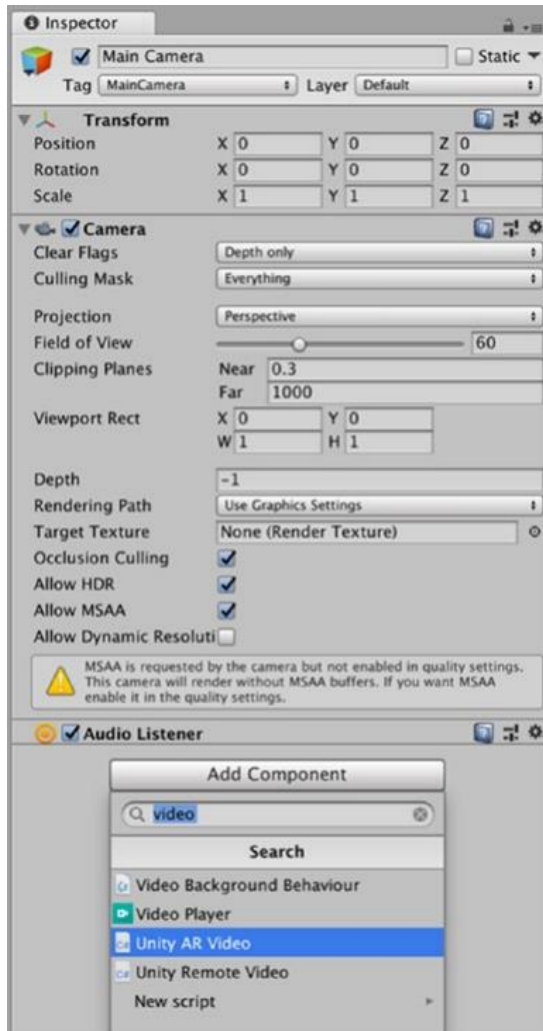 Inspector
Main Camera Static
Tag MainCamera Layer Default
Transform
Position X 0 Y 0 Z 0
Rotation X 0 Y 0 Z 0
Scale X 1 Y 1 Z 1
Camera
Clear Flags Depth only
Culling Mask Everything
Projection Perspective
Field of View 60
Clipping Planes Near 0.3
Far 1000
Viewport Rect X 0 Y 0
W 1 H 1
Depth -1
Rendering Path Use Graphics Settings
Target Texture None (Render Texture)
Occlusion Culling
Allow HDR
Allow MSAA
Allow Dynamic Resoluti
MSAA is requested by the camera but not enabled in quality settings.
This camera will render without MSAA buffers. If you want MSAA
enable it in the quality settings.
Audio Listener
Add Component
video
Search
Video Background Behaviour
Video Player
Unity AR Video
Unity Remote Video
New script